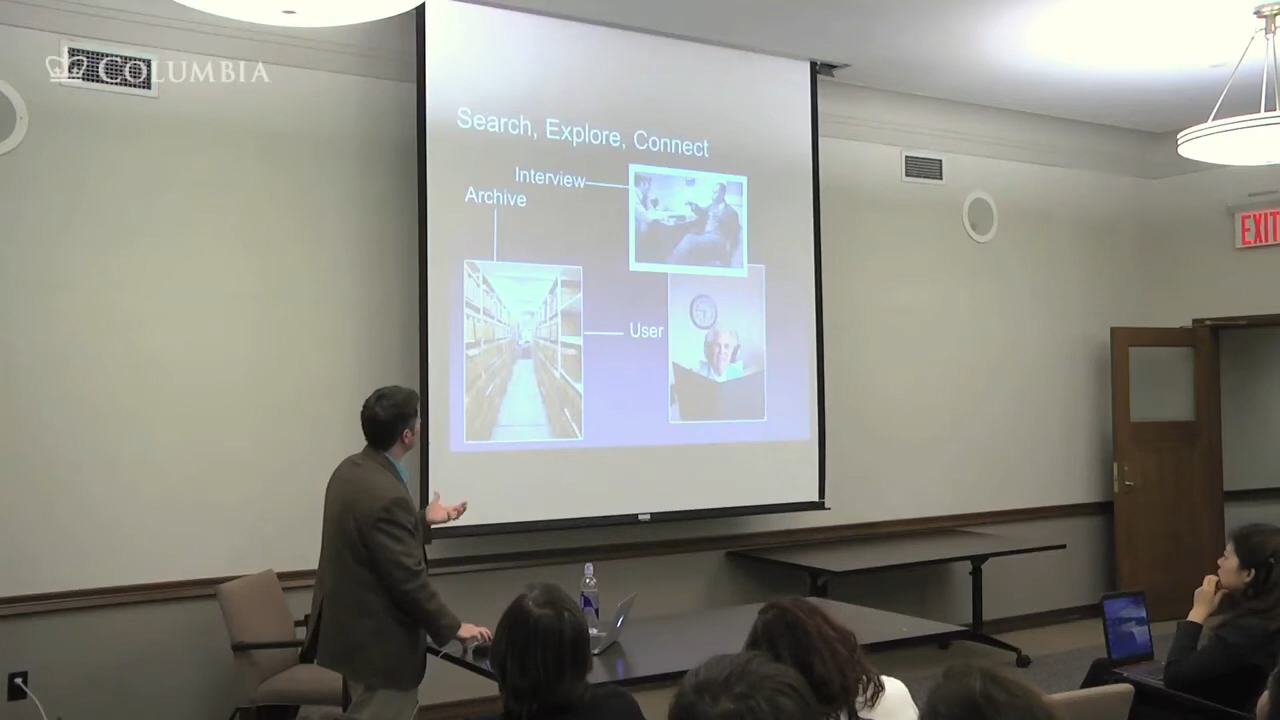 COLUMBIA
Search, Explore, Connect
Interview
Archive
User
EXIT